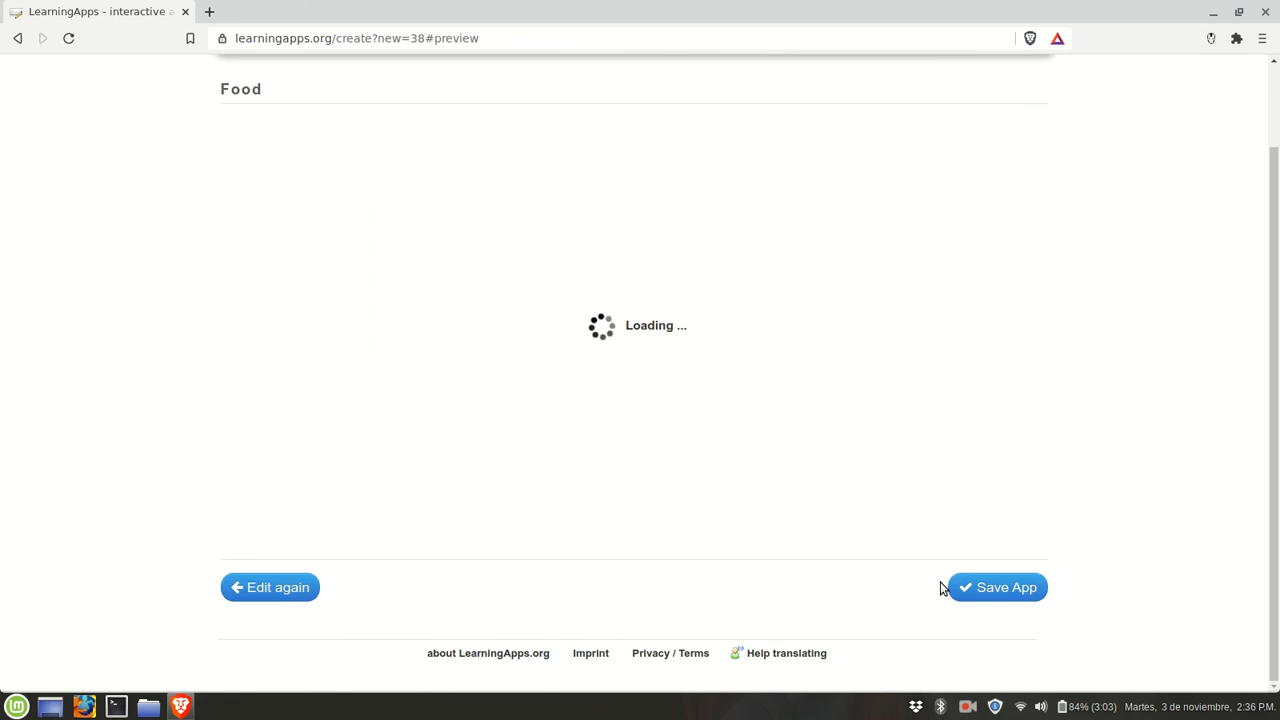 LearningApps - interactive a
learningapps.org/create?new=38#preview
Food
Loading ...
Edit again
Save App
about LearningApps.org
Imprint
Privacy / Terms
Help translating
84% (3:03)
Martes, 3 de noviembre, 2:36 P.M.